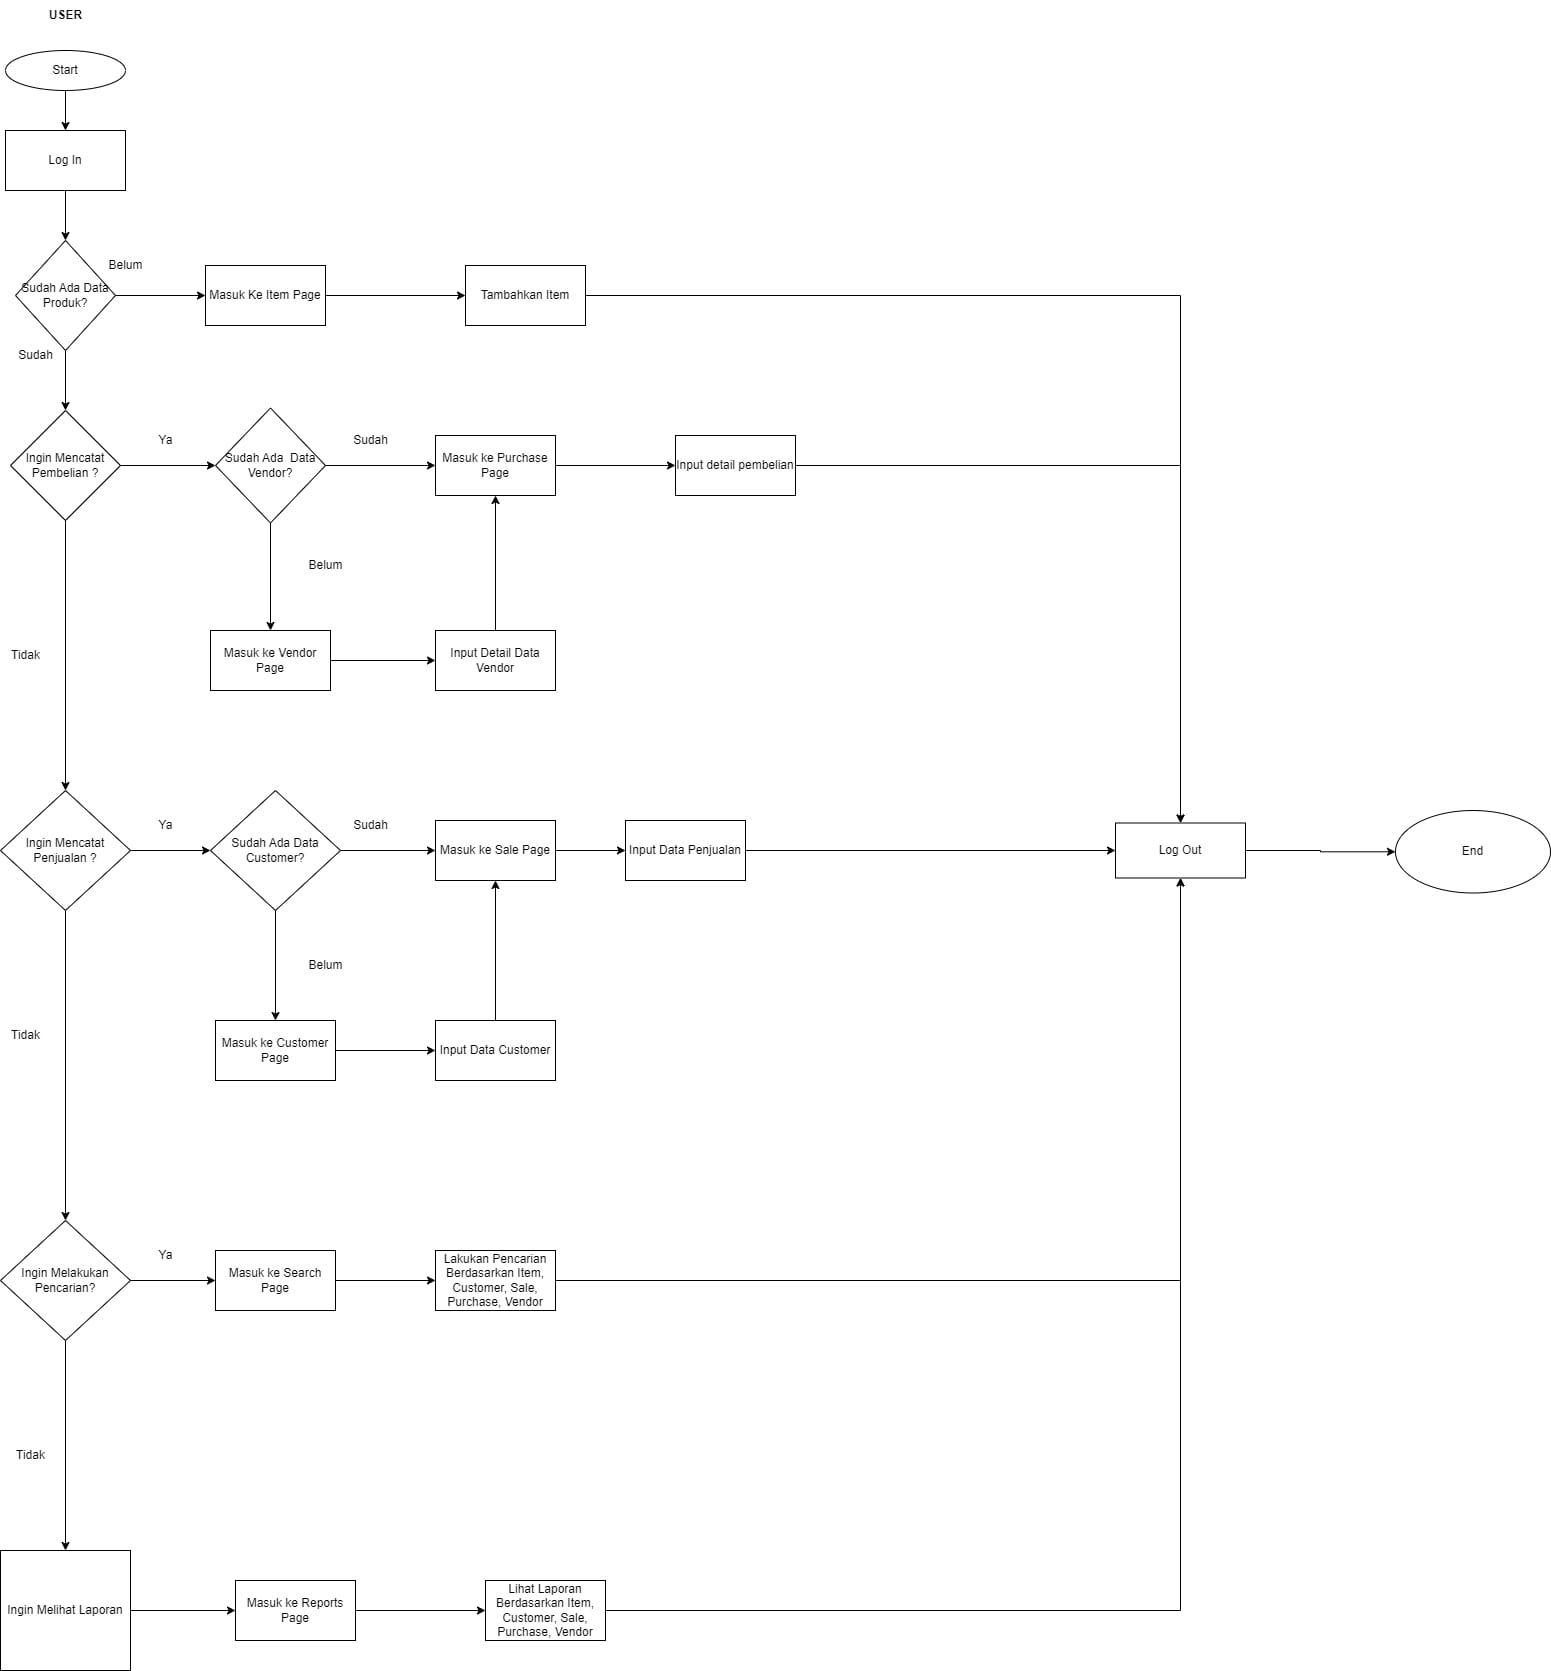 USER
Start
Log In
Belum
Sudah Ada Data
Produk?
Masuk Ke Item Page
Tambahkan Item
Sudah
Ingin Mencatat
Pembelian ?
Ya
Sudah Ada  Data
Vendor?
Sudah
Masuk ke Purchase
Page
Input detail pembelian
Belum
Tidak
Masuk ke Vendor
Page
Input Detail Data
Vendor
Ingin Mencatat
Penjualan ?
Ya
Sudah Ada Data
Customer?
Sudah
Masuk ke Sale Page
Input Data Penjualan
Log Out
End
Belum
Tidak
Masuk ke Customer
Page
Input Data Customer
Ingin Melakukan
Pencarian?
Ya
Masuk ke Search
Page
Lakukan Pencarian
Berdasarkan Item,
Customer, Sale,
Purchase, Vendor
Tidak
Ingin Melihat Laporan
Masuk ke Reports
Page
Lihat Laporan
Berdasarkan Item,
Customer, Sale,
Purchase, Vendor